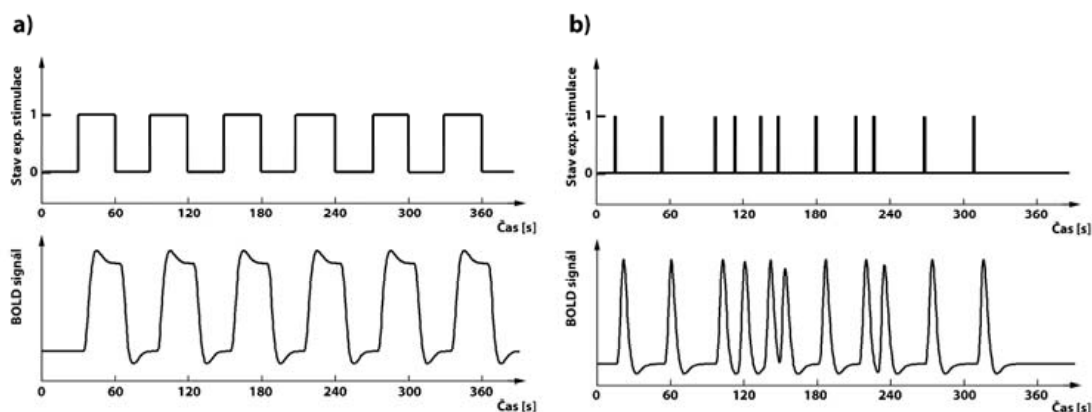 a)
Stav exp. stimulace
1
0
0 60 120 180 240 300 360
Čas [s]
BOLD signál
0 60 120 180 240 300 360
Čas [s]
b)
Stav exp. stimulace
1
0
0 60 120 180 240 300 360
Čas [s]
BOLD signál
0 60 120 180 240 300 360
Čas [s]